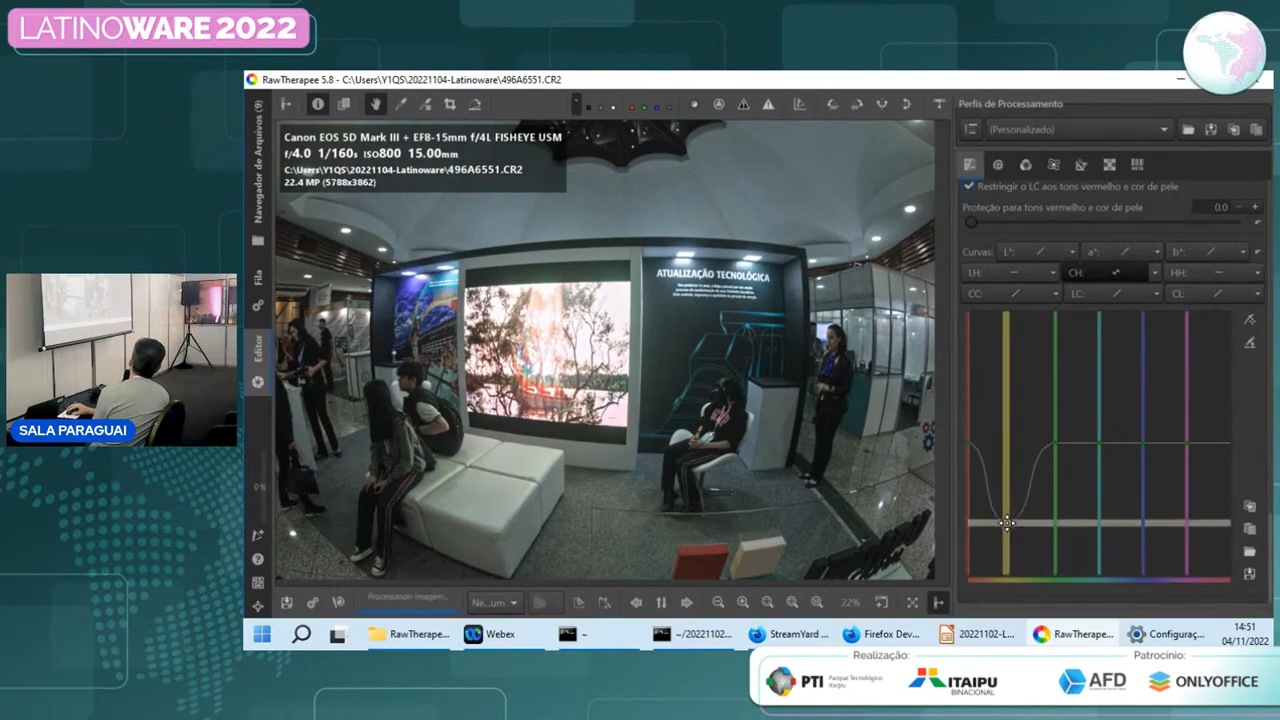 LATINOWARE 2022
RawTherapee 5.8 - C:\Users\Y1QS\20221104-Latinoware\496A6551.CR2
Perfis de Processamento
(Personalizado)
Navegador de Arquivos (9)
Fila
Editor
0%
Canon EOS 5D Mark III + EF8-15mm f/4L FISHEYE USM
f/4.0 1/160s ISO800 15.00mm
C:\Users\Y1QS\20221104-Latinoware\496A6551.CR2
22.4 MP (5788x3862)
ATUALIZAÇÃO TECNOLÓGICA
Restringir o LC aos tons vermelho e cor de pele
Proteção para tons vermelho e cor de pele
0.0
Curvas: L*: a*: b*:
LH: CH: HH:
CC: LC: CL:
SALA PARAGUAI
Processando imagem...
Ne...um
22%
RawTherape...
Webex
~
~/20221102...
StreamYard ...
Firefox Dev...
20221102-L...
RawTherape...
Configuraç...
14:51
04/11/2022
Realização:
Patrocínio:
PTI Parque Tecnológico Itaipu
ITAIPU
BINACIONAL
AFD
ONLYOFFICE